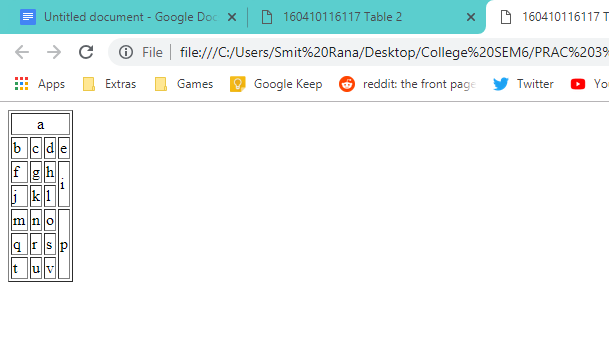 Untitled document - Google Doc
160410116117 Table 2
160410116117 T
File
file:///C:/Users/Smit%20Rana/Desktop/College%20SEM6/PRAC%203%
Apps Extras Games Google Keep reddit: the front page Twitter Yo
a
b c d e
f g h i
j k l
m n o p
q r s
t u v